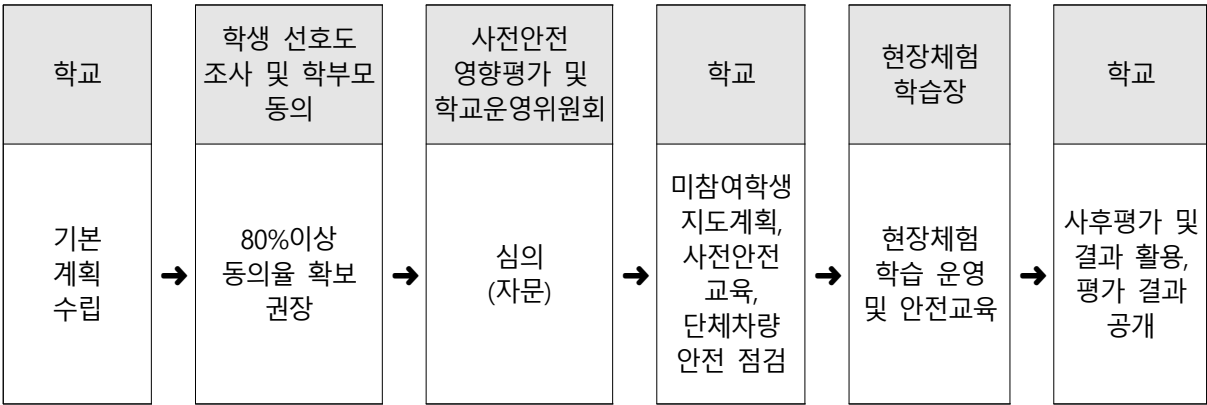 학교
기본
계획
수립
➜
학생 선호도
조사 및 학부모
동의
80%이상
동의율 확보
권장
➜
사전안전
영향평가 및
학교운영위원회
심의
(자문)
➜
학교
미참여학생
지도계획,
사전안전
교육,
단체차량
안전 점검
➜
현장체험
학습장
현장체험
학습 운영
및 안전교육
➜
학교
사후평가 및
결과 활용,
평가 결과
공개